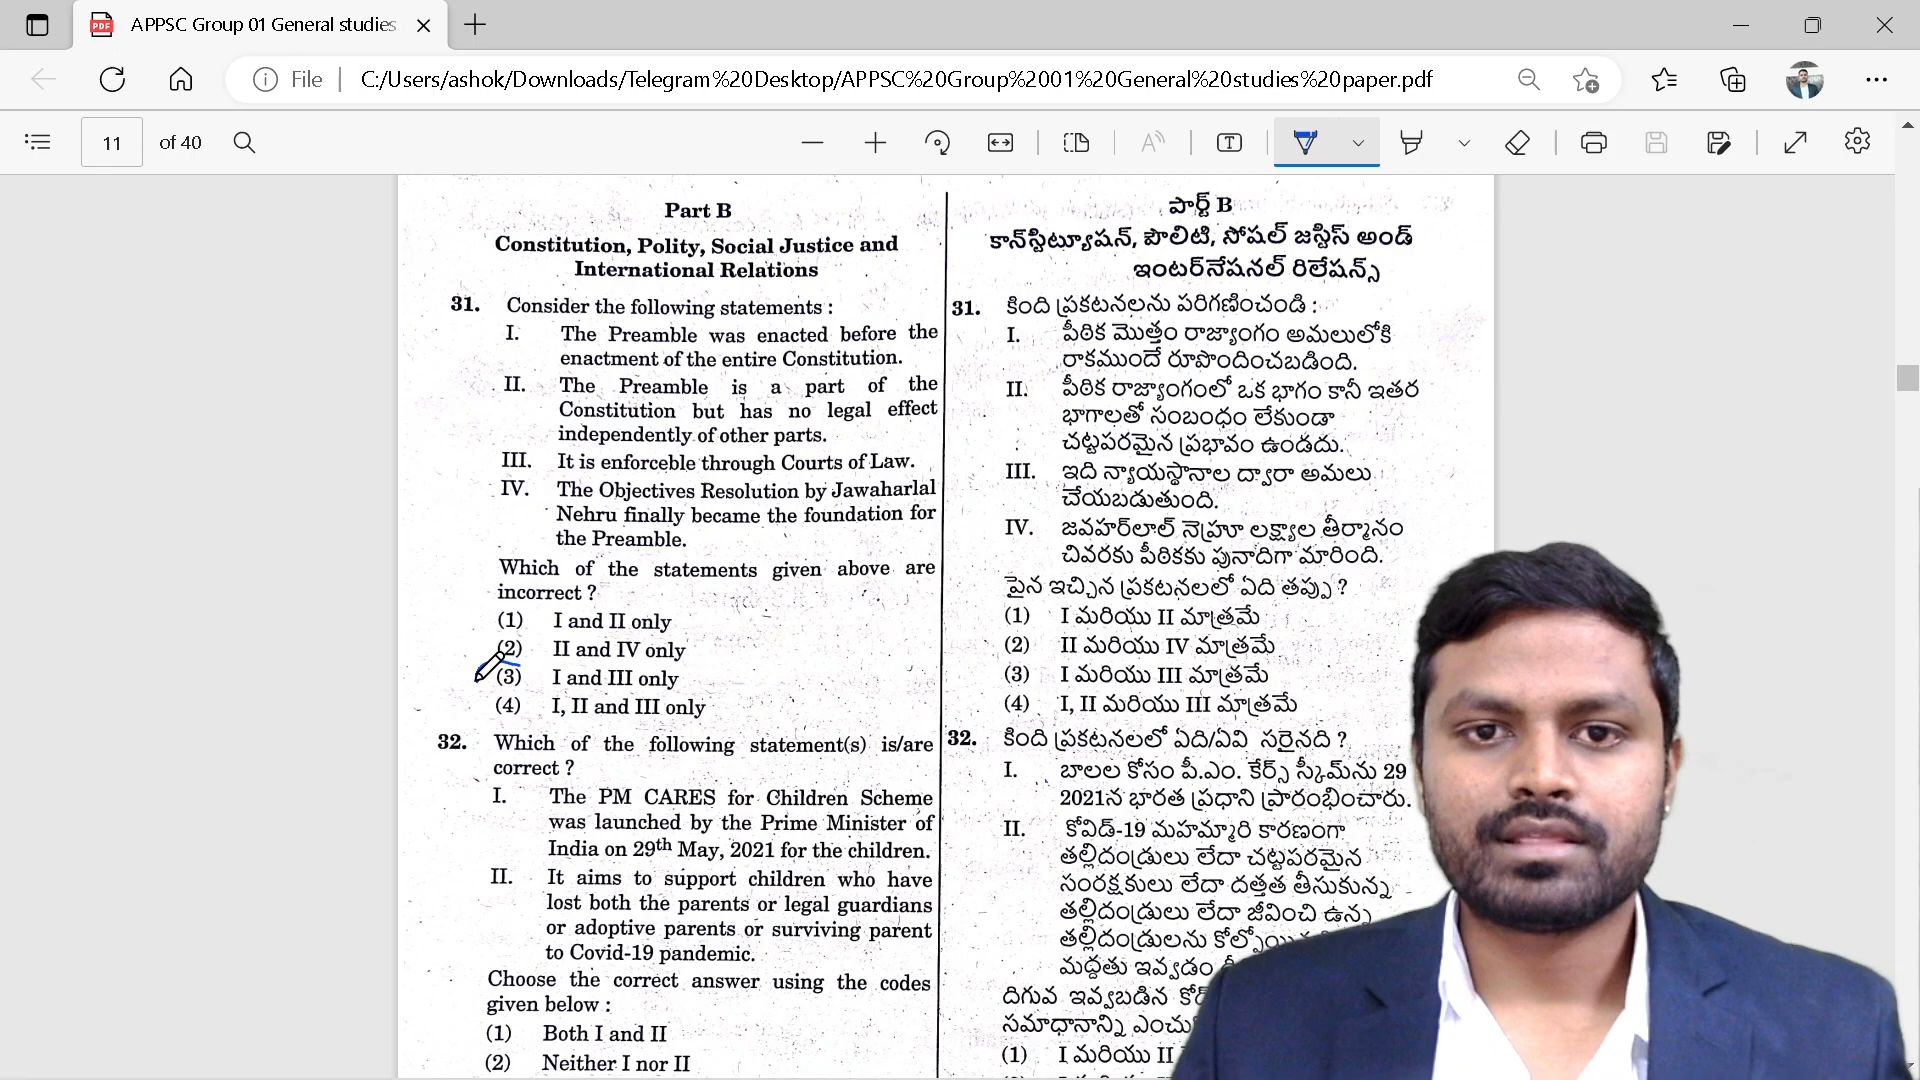 APPSC Group 01 General studies
File
C:/Users/ashok/Downloads/Telegram%20Desktop/APPSC%20Group%2001%20General%20studies%20paper.pdf
11 of 40
Part B
Constitution, Polity, Social Justice and
International Relations
31. Consider the following statements :
I. The Preamble was enacted before the
enactment of the entire Constitution.
II. The Preamble is a part of the
Constitution but has no legal effect
independently of other parts.
III. It is enforceble through Courts of Law.
IV. The Objectives Resolution by Jawaharlal
Nehru finally became the foundation for
the Preamble.
Which of the statements given above are
incorrect ?
(1) I and II only
(2) II and IV only
(3) I and III only
(4) I, II and III only
32. Which of the following statement(s) is/are
correct ?
I. The PM CARES for Children Scheme
was launched by the Prime Minister of
India on 29th May, 2021 for the children.
II. It aims to support children who have
lost both the parents or legal guardians
or adoptive parents or surviving parent
to Covid-19 pandemic.
Choose the correct answer using the codes
given below :
(1) Both I and II
(2) Neither I nor II
పార్ట్ B
కాన్‌స్టిట్యూషన్, పౌలిటి, సోషల్ జస్టిస్ అండ్
ఇంటర్‌నేషనల్ రిలేషన్స్
31. కింది ప్రకటనలను పరిగణించండి :
I. పీఠిక మొత్తం రాజ్యాంగం అమలులోకి
రాకముందే రూపొందించబడింది.
II. పీఠిక రాజ్యాంగంలో ఒక భాగం కానీ ఇతర
భాగాలతో సంబంధం లేకుండా
చట్టపరమైన ప్రభావం ఉండదు.
III. ఇది న్యాయస్థానాల ద్వారా అమలు
చేయబడుతుంది.
IV. జవహర్‌లాల్ నెహ్రూ లక్ష్యాల తీర్మానం
చివరకు పీఠికకు పునాదిగా మారింది.
పైన ఇచ్చిన ప్రకటనలలో ఏది తప్పు ?
(1) I మరియు II మాత్రమే
(2) II మరియు IV మాత్రమే
(3) I మరియు III మాత్రమే
(4) I, II మరియు III మాత్రమే
32. కింది ప్రకటనలలో ఏది/ఏవి సరైనది ?
I. బాలల కోసం పీ.ఎం. కేర్స్ స్కీమ్‌ను 29
2021న భారత ప్రధాని ప్రారంభించారు.
II. కోవిడ్-19 మహమ్మారి కారణంగా
తల్లిదండ్రులు లేదా చట్టపరమైన
సంరక్షకులు లేదా దత్తత తీసుకున్న
తల్లిదండ్రులు లేదా జీవించి ఉన్న
తల్లిదండ్రులను
మద్దతు ఇవ్వడం
దిగువ ఇవ్వబడిన
సమాధానాన్ని
(1) I మరియు II